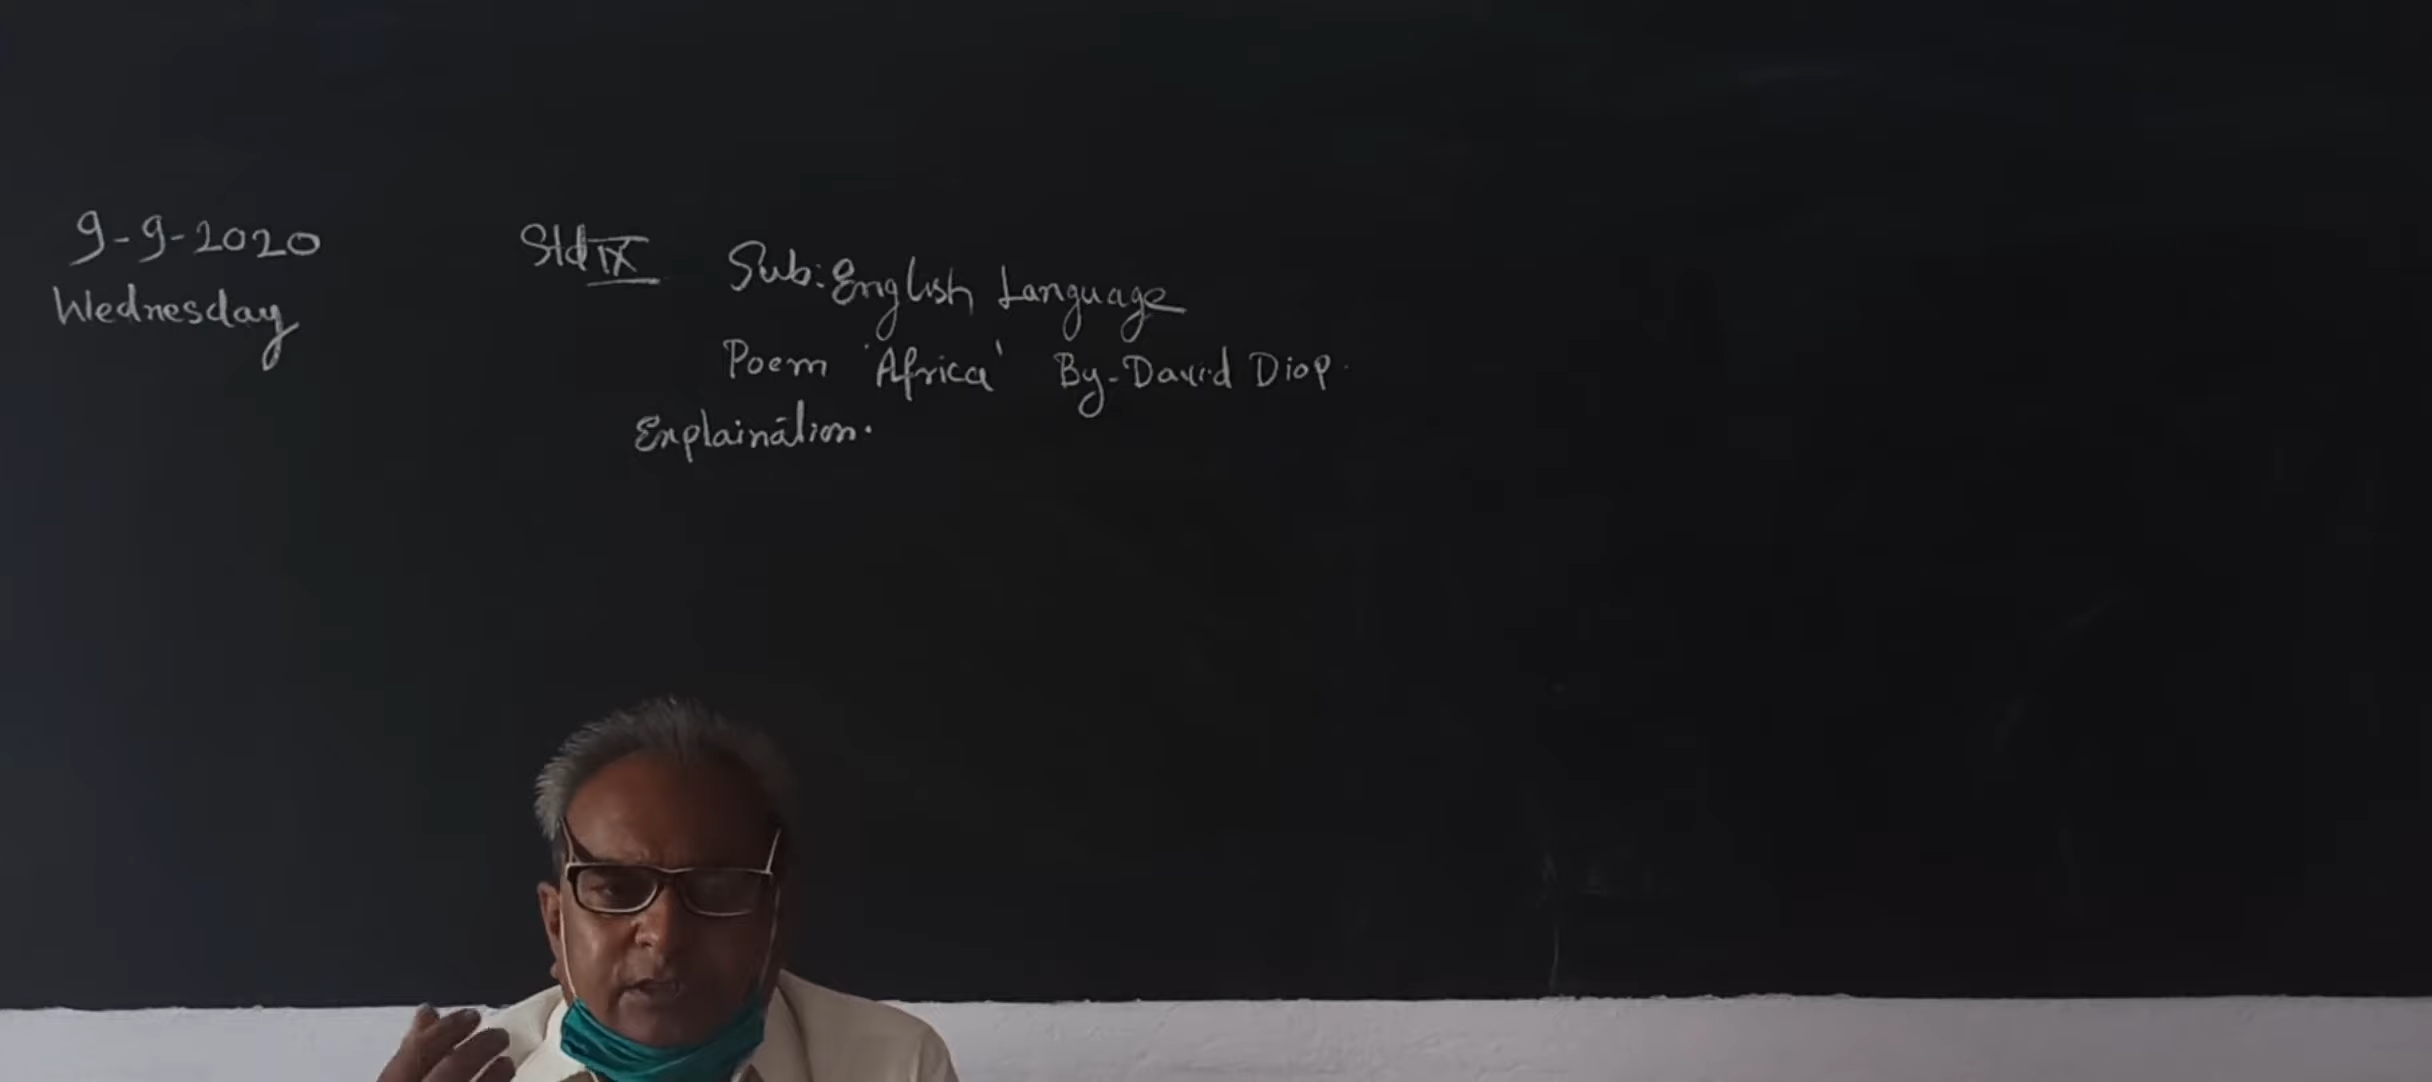 9-9-2020
Wednesday
Std IX Sub: English Language
Poem 'Africa' By-David Diop.
Explaination.